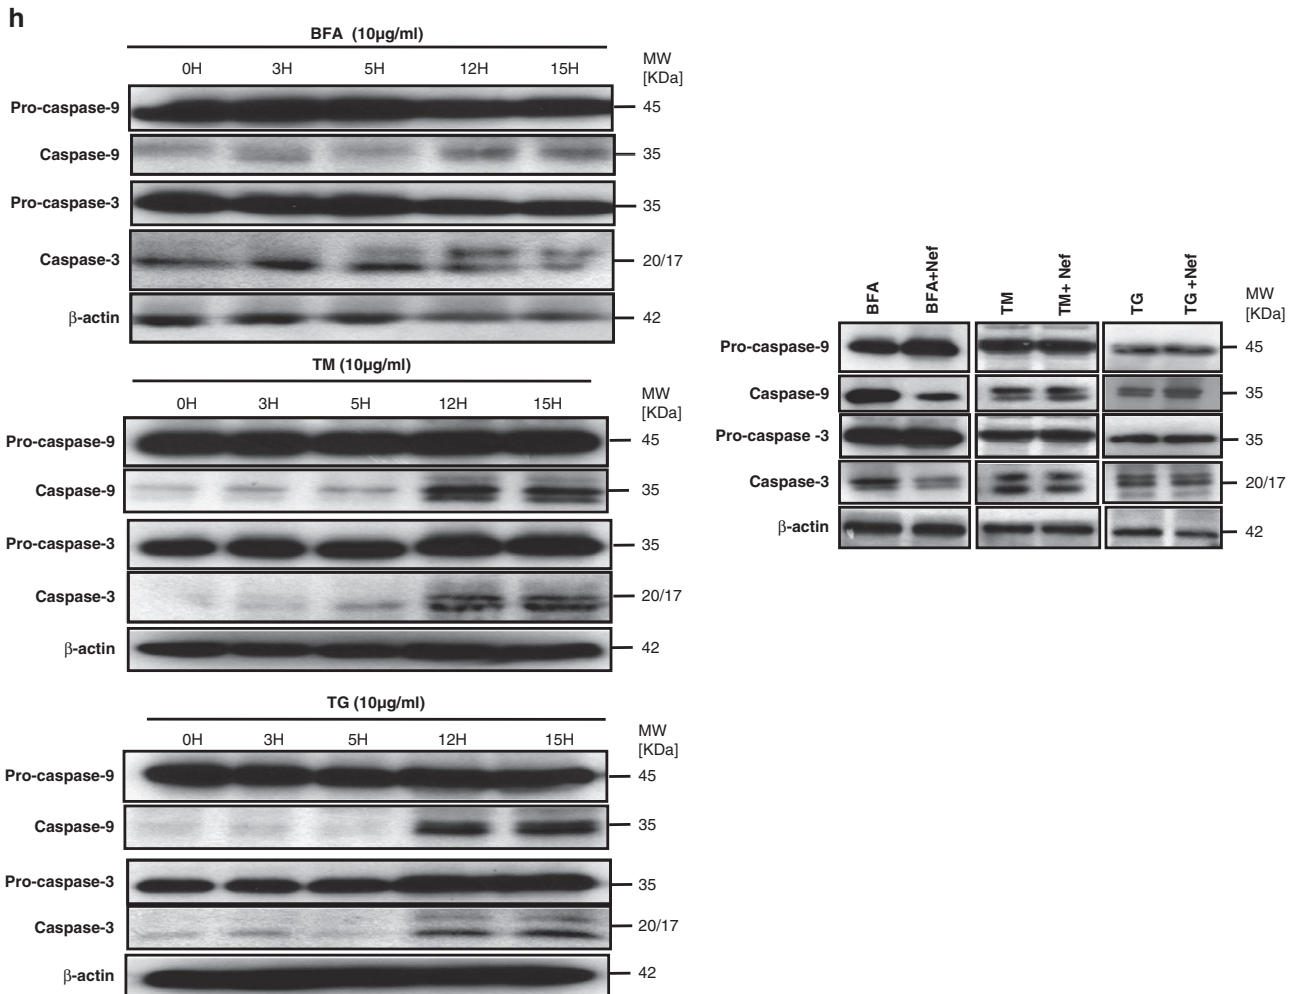 h
BFA (10µg/ml)
0H 3H 5H 12H 15H
MW
[KDa]
Pro-caspase-9 45
Caspase-9 35
Pro-caspase-3 35
Caspase-3 20/17
β-actin 42
TM (10µg/ml)
0H 3H 5H 12H 15H
MW
[KDa]
Pro-caspase-9 45
Caspase-9 35
Pro-caspase-3 35
Caspase-3 20/17
β-actin 42
TG (10µg/ml)
0H 3H 5H 12H 15H
MW
[KDa]
Pro-caspase-9 45
Caspase-9 35
Pro-caspase-3 35
Caspase-3 20/17
β-actin 42
BFA BFA+Nef TM TM+ Nef TG TG +Nef
MW
[KDa]
Pro-caspase-9 45
Caspase-9 35
Pro-caspase -3 35
Caspase-3 20/17
β-actin 42